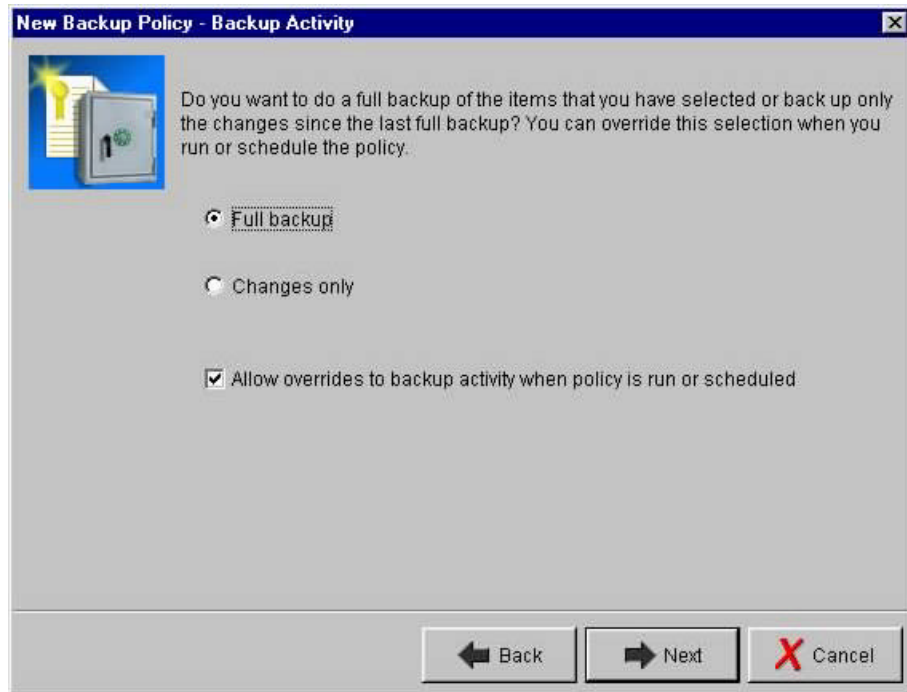 New Backup Policy - Backup Activity
Do you want to do a full backup of the items that you have selected or back up only
the changes since the last full backup? You can override this selection when you
run or schedule the policy.
Full backup
Changes only
Allow overrides to backup activity when policy is run or scheduled
Back
Next
Cancel